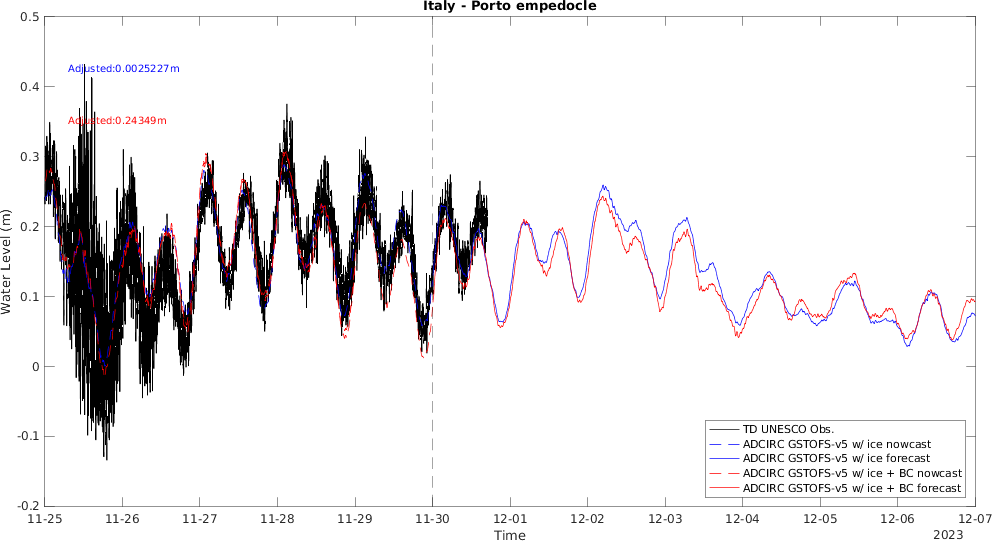 Italy - Porto empedocle
0.5
0.4
0.3
0.2
0.1
0
-0.1
-0.2
Water Level (m)
Adjusted:0.0025227m
Adjusted:0.24349m
TD UNESCO Obs.
ADCIRC GSTOFS-v5 w/ ice nowcast
ADCIRC GSTOFS-v5 w/ ice forecast
ADCIRC GSTOFS-v5 w/ ice + BC nowcast
ADCIRC GSTOFS-v5 w/ ice + BC forecast
11-25 11-26 11-27 11-28 11-29 11-30 12-01 12-02 12-03 12-04 12-05 12-06 12-07
Time
2023